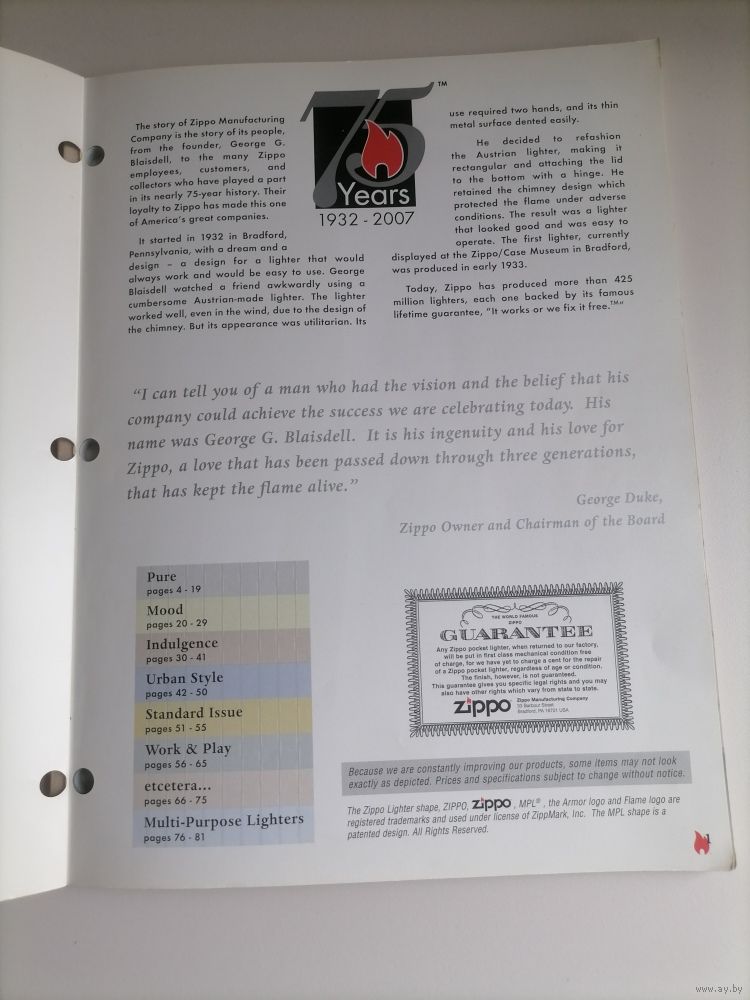 The story of Zippo Manufacturing
Company is the story of its people,
from the founder, George G.
Blaisdell, to the many Zippo
employees, customers, and
collectors who have played a part
in its nearly 75-year history. Their
loyalty to Zippo has made this one
of America's great companies.
It started in 1932 in Bradford,
Pennsylvania, with a dream and a
design – a design for a lighter that would
always work and would be easy to use. George
Blaisdell watched a friend awkwardly using a
cumbersome Austrian-made lighter. The lighter
worked well, even in the wind, due to the design of
the chimney. But its appearance was utilitarian. Its
75™
Years
1932 - 2007
use required two hands, and its thin
metal surface dented easily.
He decided to refashion
the Austrian lighter, making it
rectangular and attaching the lid
to the bottom with a hinge. He
retained the chimney design which
protected the flame under adverse
conditions. The result was a lighter
that looked good and was easy to
operate. The first lighter, currently
displayed at the Zippo/Case Museum in Bradford,
was produced in early 1933.
Today, Zippo has produced more than 425
million lighters, each one backed by its famous
lifetime guarantee, "It works or we fix it free.™"
"I can tell you of a man who had the vision and the belief that his
company could achieve the success we are celebrating today. His
name was George G. Blaisdell. It is his ingenuity and his love for
Zippo, a love that has been passed down through three generations,
that has kept the flame alive."
George Duke,
Zippo Owner and Chairman of the Board
Pure
pages 4 - 19
Mood
pages 20 - 29
Indulgence
pages 30 - 41
Urban Style
pages 42 - 50
Standard Issue
pages 51 - 55
Work & Play
pages 56 - 65
etcetera...
pages 66 - 75
Multi-Purpose Lighters
pages 76 - 81
THE WORLD FAMOUS
ZIPPO
GUARANTEE
Any Zippo pocket lighter, when returned to our factory,
will be put in first class mechanical condition free
of charge, for we have yet to charge a cent for the repair
of a Zippo pocket lighter, regardless of age or condition.
The finish, however, is not guaranteed.
This guarantee gives you specific legal rights and you may
also have other rights which vary from state to state.
zippo
Zippo Manufacturing Company
33 Barbour Street
Bradford, PA 16701 USA
Because we are constantly improving our products, some items may not look
exactly as depicted. Prices and specifications subject to change without notice.
The Zippo Lighter shape, ZIPPO, zippo, MPL®, the Armor logo and Flame logo are
registered trademarks and used under license of ZippMark, Inc. The MPL shape is a
patented design. All Rights Reserved.
1
www.ay.by